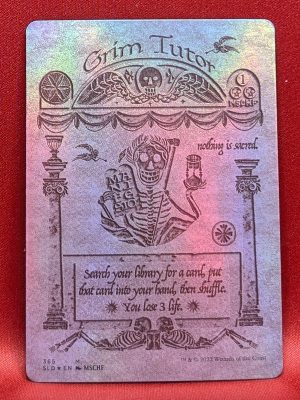 Grim Tutor
nothing is sacred.
Search your library for a card, put
that card into your hand, then shuffle.
You lose 3 life.
365 M
SLD ★ EN MSCHF
™ & © 2022 Wizards of the Coast